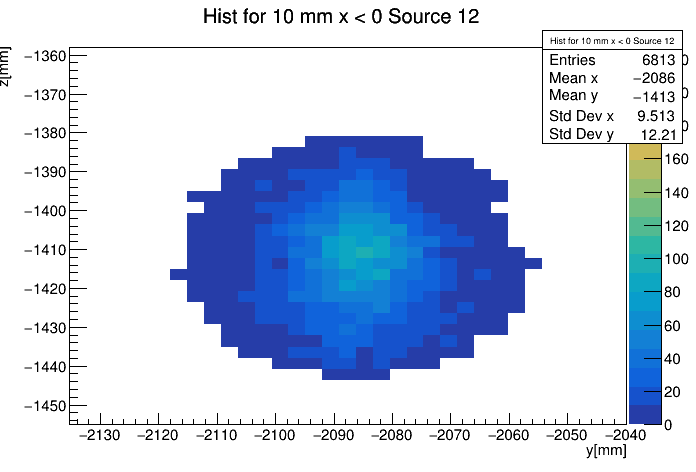 Hist for 10 mm x < 0 Source 12
z[mm]
Hist for 10 mm x < 0 Source 12
Entries 6813
Mean x −2086
Mean y −1413
Std Dev x 9.513
Std Dev y 12.21
−1360
−1370
−1380
−1390
−1400
−1410
−1420
−1430
−1440
−1450
160
140
120
100
80
60
40
20
0
−2130 −2120 −2110 −2100 −2090 −2080 −2070 −2060 −2050 −2040
y[mm]